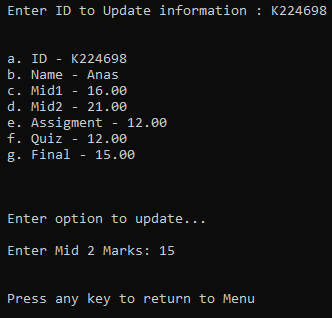 Enter ID to Update information : K224698
a. ID - K224698
b. Name - Anas
c. Mid1 - 16.00
d. Mid2 - 21.00
e. Assigment - 12.00
f. Quiz - 12.00
g. Final - 15.00
Enter option to update...
Enter Mid 2 Marks: 15
Press any key to return to Menu